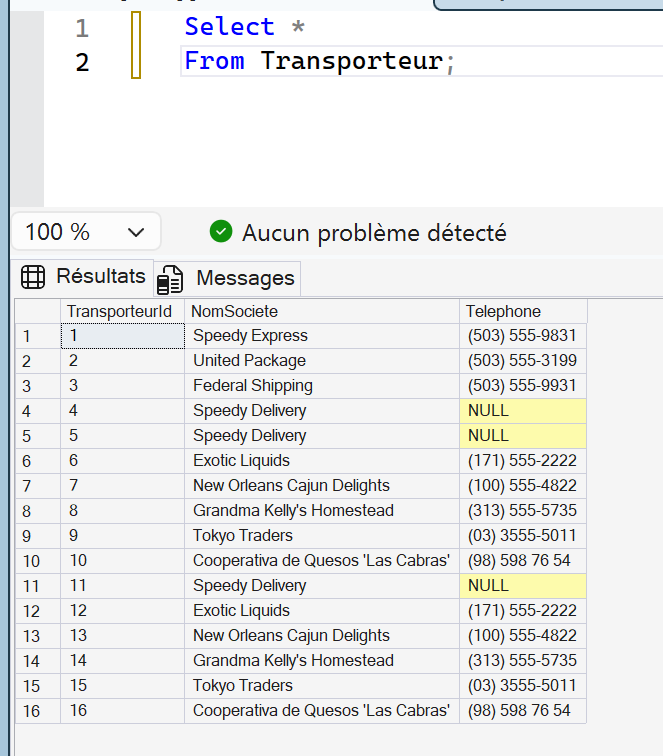 1 Select *
2 From Transporteur;
100 %
Aucun problème détecté
Résultats Messages
TransporteurId NomSociete Telephone
1 1 Speedy Express (503) 555-9831
2 2 United Package (503) 555-3199
3 3 Federal Shipping (503) 555-9931
4 4 Speedy Delivery NULL
5 5 Speedy Delivery NULL
6 6 Exotic Liquids (171) 555-2222
7 7 New Orleans Cajun Delights (100) 555-4822
8 8 Grandma Kelly's Homestead (313) 555-5735
9 9 Tokyo Traders (03) 3555-5011
10 10 Cooperativa de Quesos 'Las Cabras' (98) 598 76 54
11 11 Speedy Delivery NULL
12 12 Exotic Liquids (171) 555-2222
13 13 New Orleans Cajun Delights (100) 555-4822
14 14 Grandma Kelly's Homestead (313) 555-5735
15 15 Tokyo Traders (03) 3555-5011
16 16 Cooperativa de Quesos 'Las Cabras' (98) 598 76 54